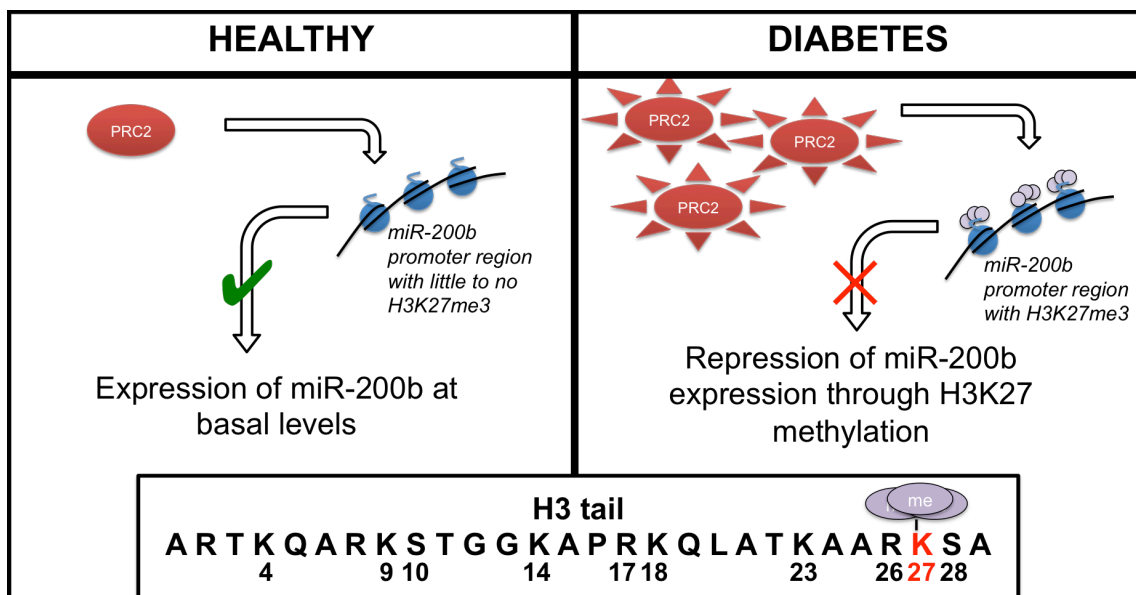 HEALTHY
PRC2
miR-200b
promoter region
with little to no
H3K27me3
Expression of miR-200b at
basal levels
DIABETES
PRC2
PRC2
PRC2
miR-200b
promoter region
with H3K27me3
Repression of miR-200b
expression through H3K27
methylation
H3 tail
me
A R T K Q A R K S T G G K A P R K Q L A T K A A R K S A
4 9 10 14 17 18 23 26 27 28